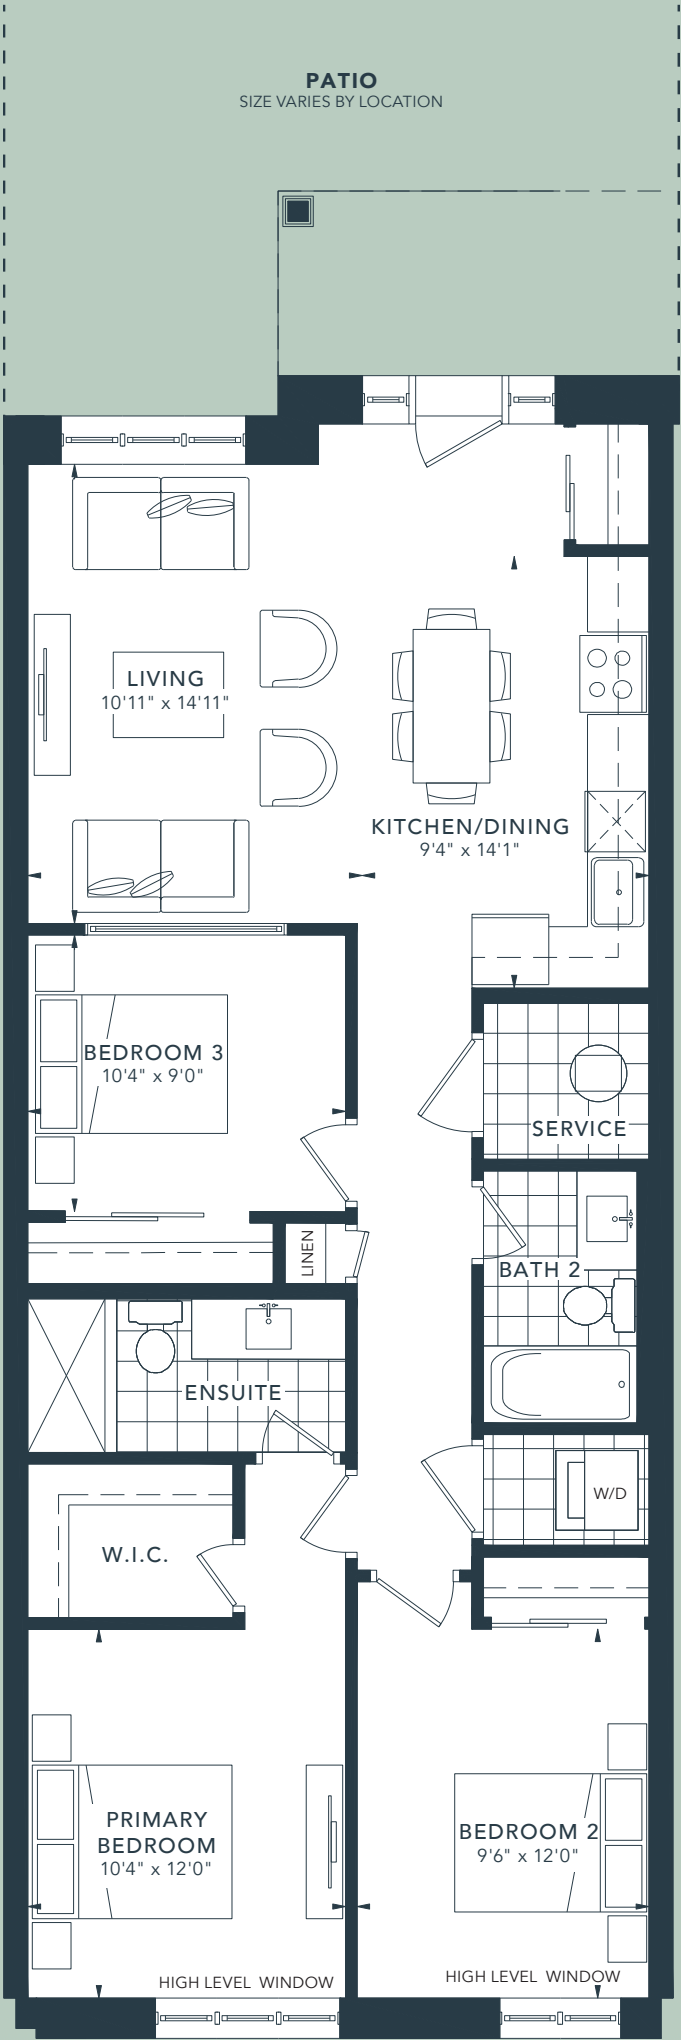 PATIO
SIZE VARIES BY LOCATION
LIVING
10'11" x 14'11"
KITCHEN/DINING
9'4" x 14'1"
BEDROOM 3
10'4" x 9'0"
SERVICE
LINEN
BATH 2
ENSUITE
W/D
W.I.C.
PRIMARY
BEDROOM
10'4" x 12'0"
BEDROOM 2
9'6" x 12'0"
HIGH LEVEL WINDOW
HIGH LEVEL WINDOW